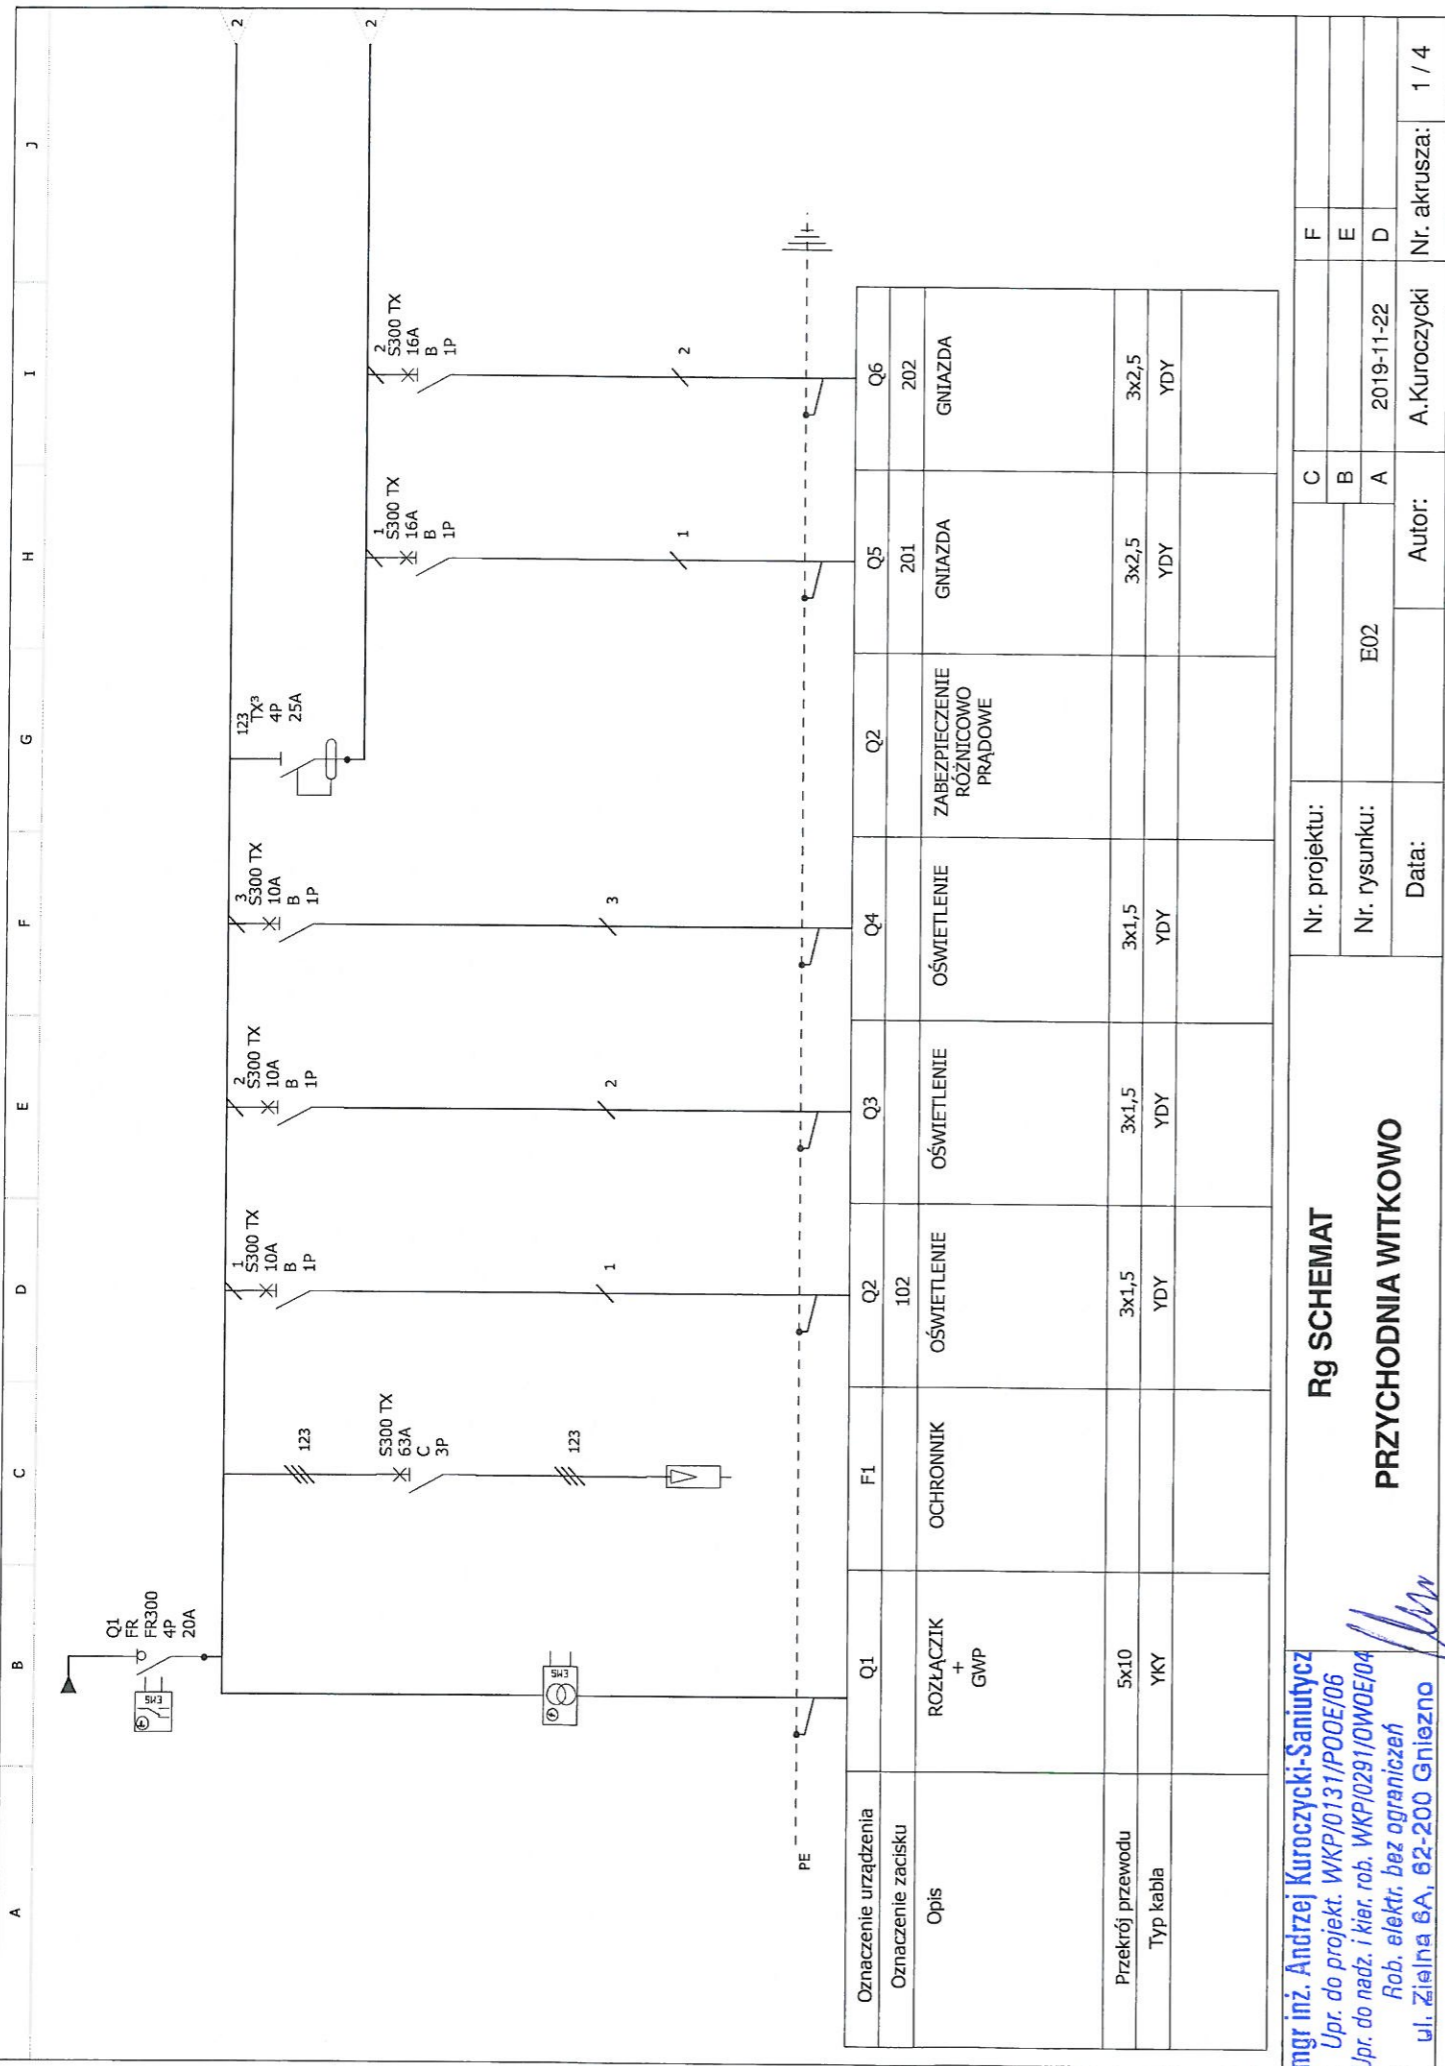 A B C D E F G H I J
2
2
Q1
FR
FR300
4P
20A
EMS
EMS
123
S300 TX
63A
C
3P
123
1
S300 TX
10A
B
1P
1
2
S300 TX
10A
B
1P
2
3
S300 TX
10A
B
1P
3
123
TX³
4P
25A
1
S300 TX
16A
B
1P
1
2
S300 TX
16A
B
1P
2
PE
Oznaczenie urządzenia Q1 F1 Q2 Q3 Q4 Q2 Q5 Q6
Oznaczenie zacisku 102 201 202
Opis
ROZŁĄCZIK
+
GWP
OCHRONNIK
OŚWIETLENIE
OŚWIETLENIE
OŚWIETLENIE
ZABEZPIECZENIE
RÓŻNICOWO
PRĄDOWE
GNIAZDA
GNIAZDA
Przekrój przewodu 5x10 3x1,5 3x1,5 3x1,5 3x2,5 3x2,5
Typ kabla YKY YDY YDY YDY YDY YDY
mgr inż. Andrzej Kuroczycki-Saniutycz
Upr. do projekt. WKP/0131/POOE/06
Upr. do nadz. i kier. rob. WKP/0291/OWOE/04
Rob. elektr. bez ograniczeń
ul. Zielna 6A, 62-200 Gniezno
Rg SCHEMAT
PRZYCHODNIA WITKOWO
Nr. projektu: C F
Nr. rysunku: E02 B E
A 2019-11-22 D
Data: Autor: A.Kuroczycki Nr. akrusza: 1 / 4